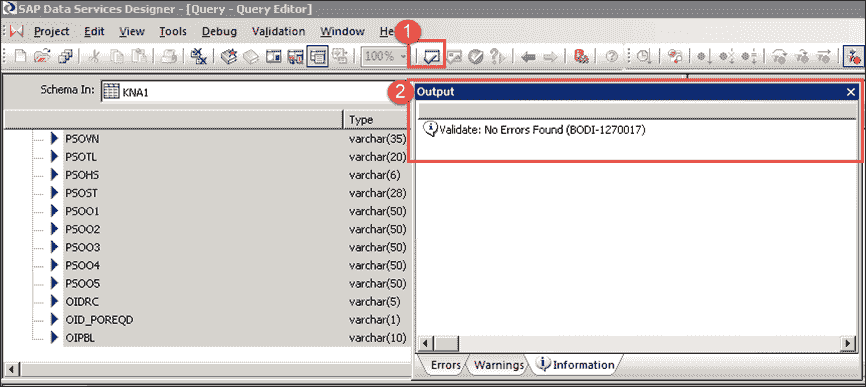 SAP Data Services Designer - [Query - Query Editor]
1
Project Edit View Tools Debug Validation Window He
100%
Schema In: KNA1
2
Output
Type
Validate: No Errors Found (BODI-1270017)
PSOVN varchar(35)
PSOTL varchar(20)
PSOHS varchar(6)
PSOST varchar(28)
PSOO1 varchar(50)
PSOO2 varchar(50)
PSOO3 varchar(50)
PSOO4 varchar(50)
PSOO5 varchar(50)
OIDRC varchar(5)
OID_POREQD varchar(1)
OIPBL varchar(10)
Errors Warnings Information